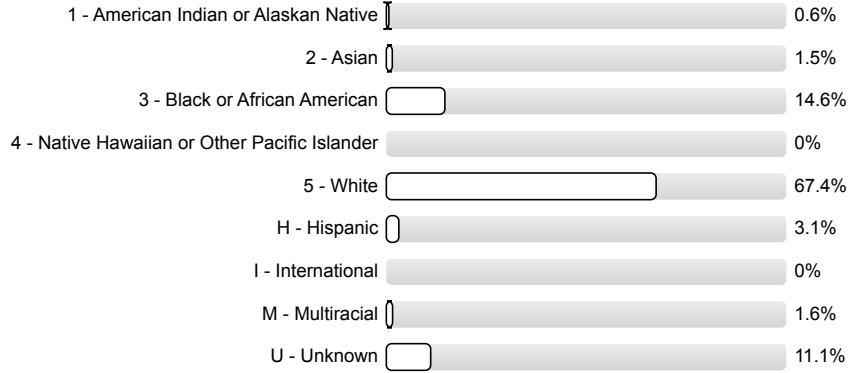 1 - American Indian or Alaskan Native 0.6%
2 - Asian 1.5%
3 - Black or African American 14.6%
4 - Native Hawaiian or Other Pacific Islander 0%
5 - White 67.4%
H - Hispanic 3.1%
I - International 0%
M - Multiracial 1.6%
U - Unknown 11.1%